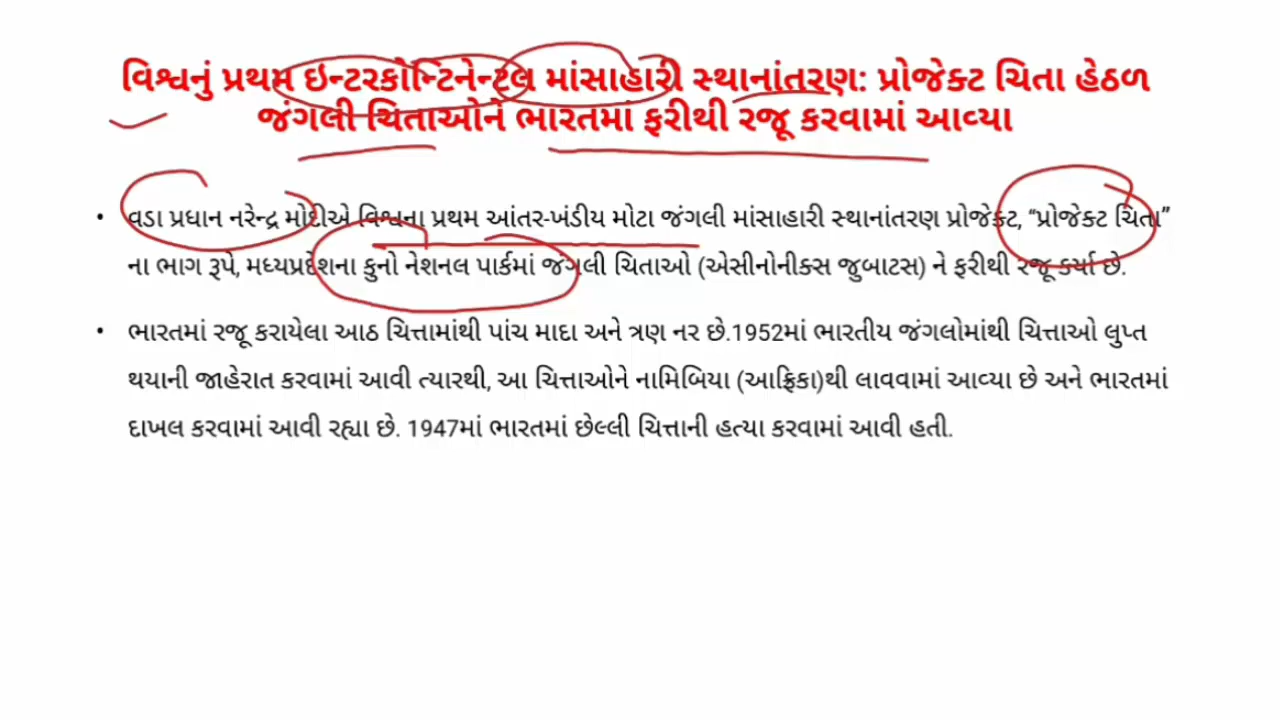 વિશ્વનું પ્રથમ ઇન્ટરકોન્ટિનેન્ટલ માંસાહારી સ્થાનાંતરણ: પ્રોજેક્ટ ચિતા હેઠળ
જંગલી ચિતાઓને ભારતમાં ફરીથી રજૂ કરવામાં આવ્યા
• વડા પ્રધાન નરેન્દ્ર મોદીએ વિશ્વના પ્રથમ આંતર-ખંડીય મોટા જંગલી માંસાહારી સ્થાનાંતરણ પ્રોજેક્ટ, “પ્રોજેક્ટ ચિતા”
ના ભાગ રૂપે, મધ્યપ્રદેશના કુનો નેશનલ પાર્કમાં જંગલી ચિતાઓ (એસીનોનીક્સ જુબાટસ) ને ફરીથી રજૂ કર્યા છે.
• ભારતમાં રજૂ કરાયેલા આઠ ચિત્તામાંથી પાંચ માદા અને ત્રણ નર છે.1952માં ભારતીય જંગલોમાંથી ચિત્તાઓ લુપ્ત
થયાની જાહેરાત કરવામાં આવી ત્યારથી, આ ચિત્તાઓને નામિબિયા (આફ્રિકા)થી લાવવામાં આવ્યા છે અને ભારતમાં
દાખલ કરવામાં આવી રહ્યા છે. 1947માં ભારતમાં છેલ્લી ચિત્તાની હત્યા કરવામાં આવી હતી.